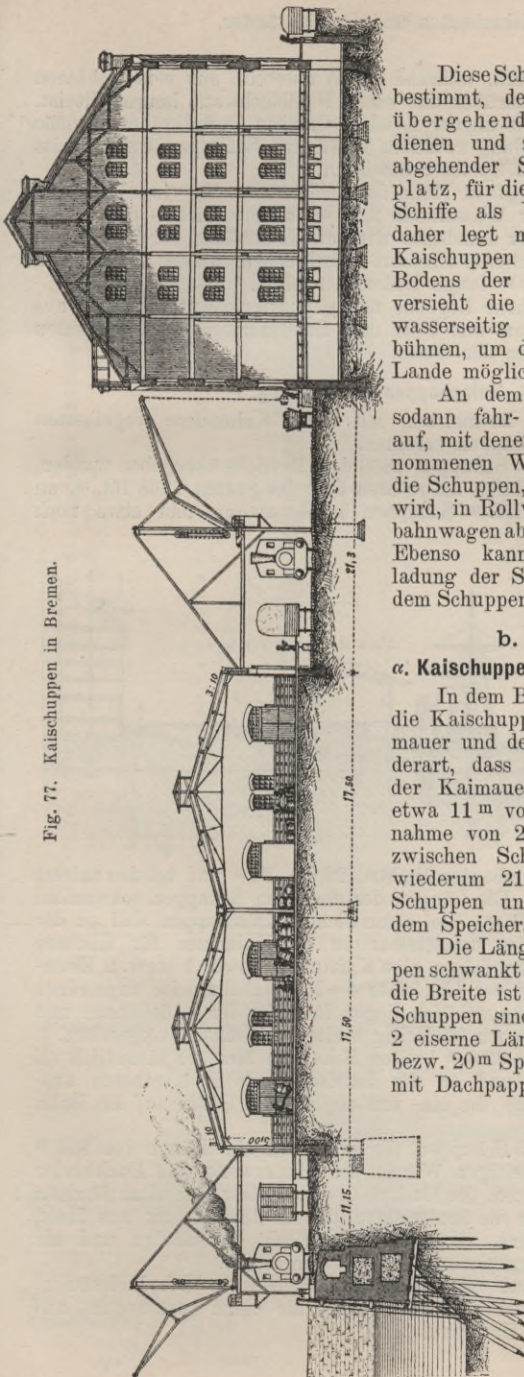 Fig. 77. Kaischuppen in Bremen.
3:10
3:10
5,00
11,15
17,50
17,50
21,3
Diese Sch
bestimmt, de
übergehend
dienen und
abgehender S
platz, für die
Schiffe als
daher legt m
Kaischuppen
Bodens der
versieht die
wasserseitig
bühnen, um d
Lande möglic
An dem
sodann fahr-
auf, mit dene
nommenen W
die Schuppen,
wird, in Rollw
bahnwagen ab
Ebenso kann
ladung der S
dem Schuppen
b.
α. Kaischuppe
In dem B
die Kaischupp
mauer und de
derart, dass
der Kaimaue
etwa 11 m vo
nahme von 2
zwischen Sch
wiederum 21
Schuppen un
dem Speicher
Die Läng
pen schwankt
die Breite ist
Schuppen sind
2 eiserne Län
bezw. 20 m Sp
mit Dachpapp